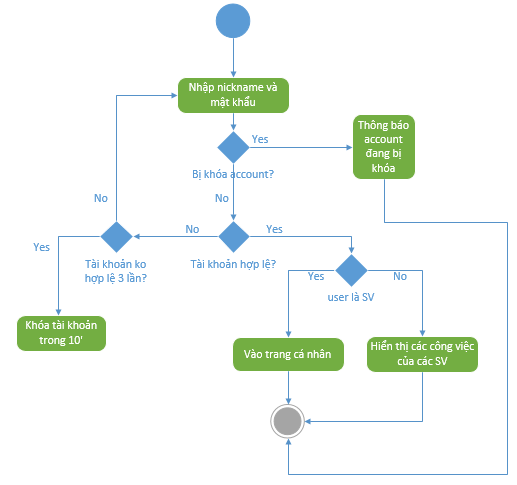 Nhập nickname và
mật khẩu
Yes
Thông báo
account
đang bị
khóa
Bị khóa account?
No
No
No
Yes
Yes
Tài khoản ko
hợp lệ 3 lần?
Tài khoản hợp lệ?
Yes
No
user là SV
Khóa tài khoản
trong 10'
Vào trang cá nhân
Hiển thị các công việc
của các SV